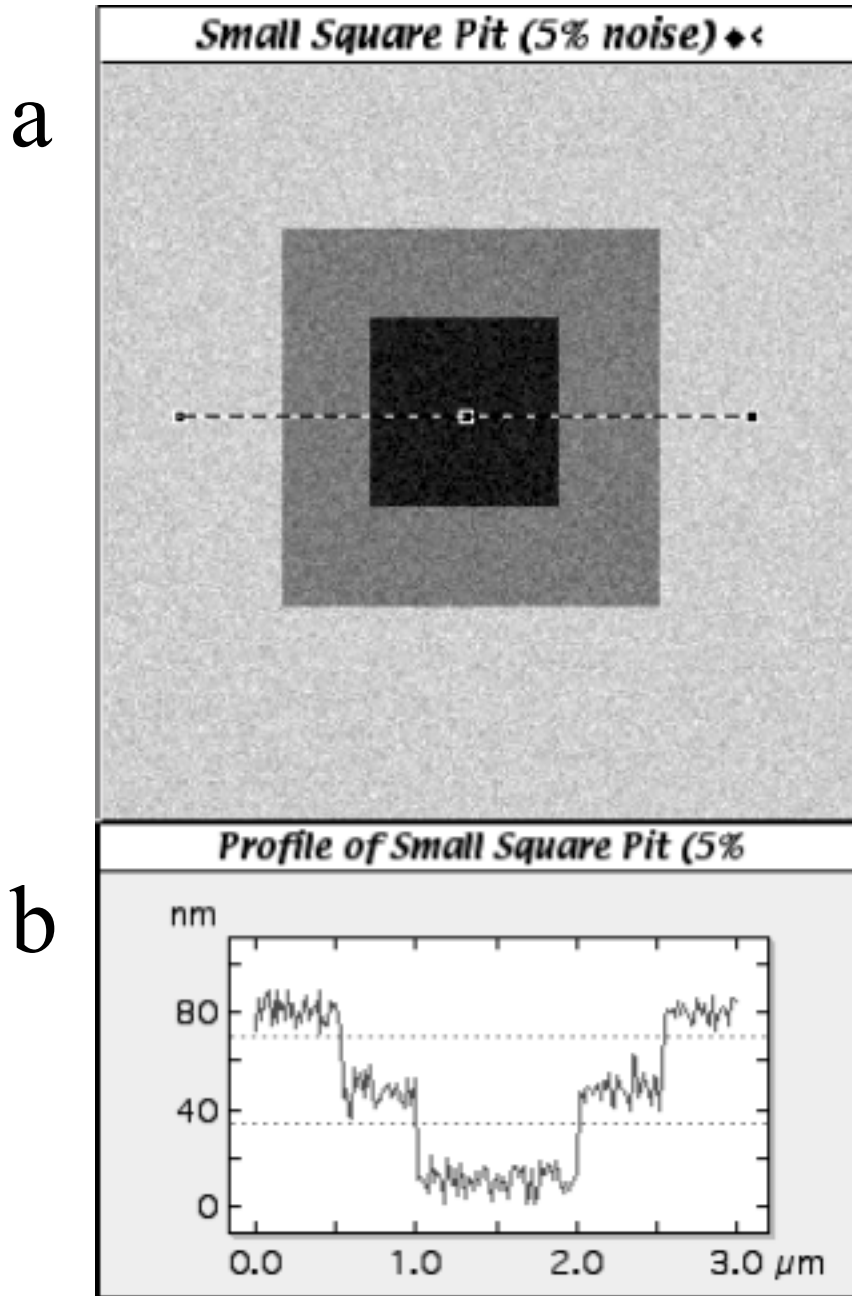 Small Square Pit (5% noise) ◆<
a
Profile of Small Square Pit (5%
b
nm
80
40
0
0.0 1.0 2.0 3.0 μm